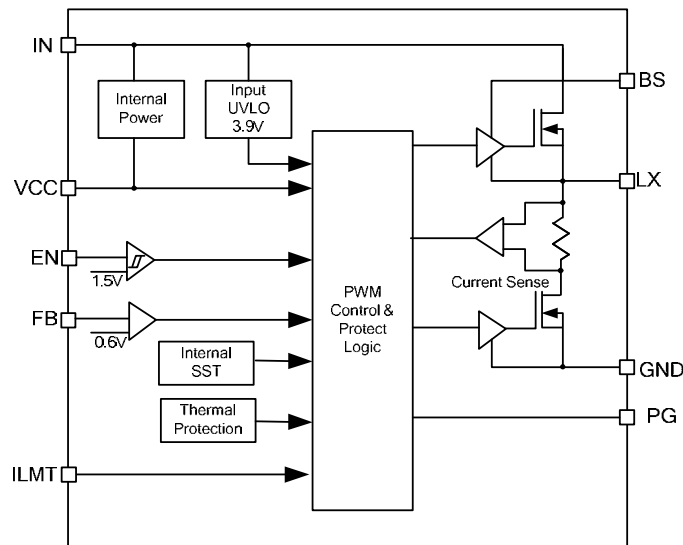 IN
BS
Internal
Power
Input
UVLO
3.9V
VCC
LX
EN
1.5V
Current Sense
FB
0.6V
PWM
Control &
Protect
Logic
Internal
SST
GND
Thermal
Protection
PG
ILMT